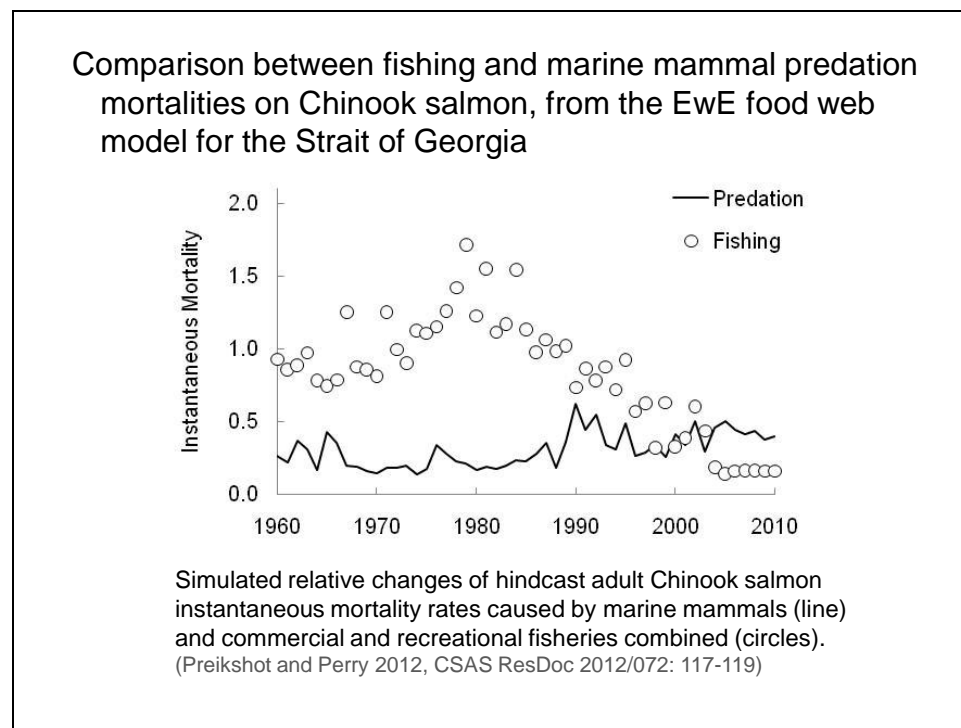 Comparison between fishing and marine mammal predation
mortalities on Chinook salmon, from the EwE food web
model for the Strait of Georgia
2.0
1.5
1.0
0.5
0.0
Instantaneous Mortality
Predation
Fishing
1960 1970 1980 1990 2000 2010
Simulated relative changes of hindcast adult Chinook salmon
instantaneous mortality rates caused by marine mammals (line)
and commercial and recreational fisheries combined (circles).
(Preikshot and Perry 2012, CSAS ResDoc 2012/072: 117-119)